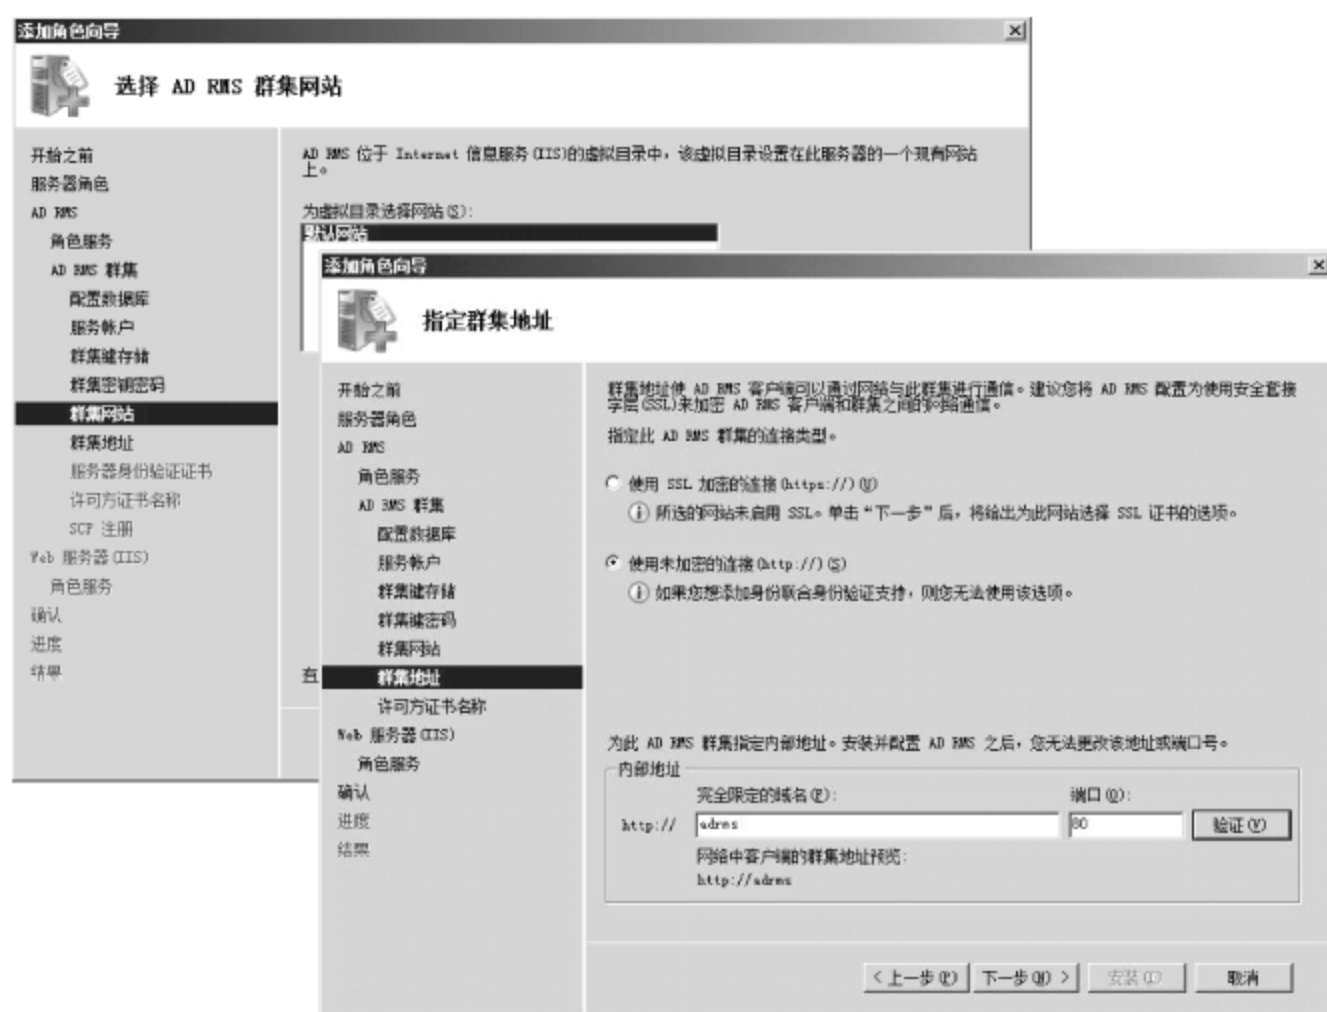 添加角色向导
选择 AD RMS 群集网站
开始之前
服务器角色
AD RMS
角色服务
AD RMS 群集
配置数据库
服务帐户
群集键存储
群集密钥密码
群集网站
群集地址
服务器身份验证证书
许可方证书名称
SCP 注册
Web 服务器(IIS)
角色服务
确认
进度
结果
AD RMS 位于 Internet 信息服务(IIS)的虚拟目录中，该虚拟目录设置在此服务器的一个现有网站
上。
为虚拟目录选择网站(S):
默认网站
有
添加角色向导
指定群集地址
开始之前
服务器角色
AD RMS
角色服务
AD RMS 群集
配置数据库
服务帐户
群集键存储
群集键密码
群集网站
群集地址
许可方证书名称
Web 服务器(IIS)
角色服务
确认
进度
结果
群集地址使 AD RMS 客户端可以通过网络与此群集进行通信。建议您将 AD RMS 配置为使用安全套接
字层(SSL)来加密 AD RMS 客户端和群集之间的网络通信。
指定此 AD RMS 群集的连接类型。
使用 SSL 加密的连接(https://)(U)
所选的网站未启用 SSL。单击“下一步”后，将给出为此网站选择 SSL 证书的选项。
使用未加密的连接(http://)(S)
如果您想添加身份联合身份验证支持，则您无法使用该选项。
为此 AD RMS 群集指定内部地址。安装并配置 AD RMS 之后，您无法更改该地址或端口号。
内部地址
完全限定的域名(F): 端口(O):
http:// adrms 80 验证(V)
网络中客户端的群集地址预览:
http://adrms
< 上一步(P) 下一步(N) > 安装(I) 取消